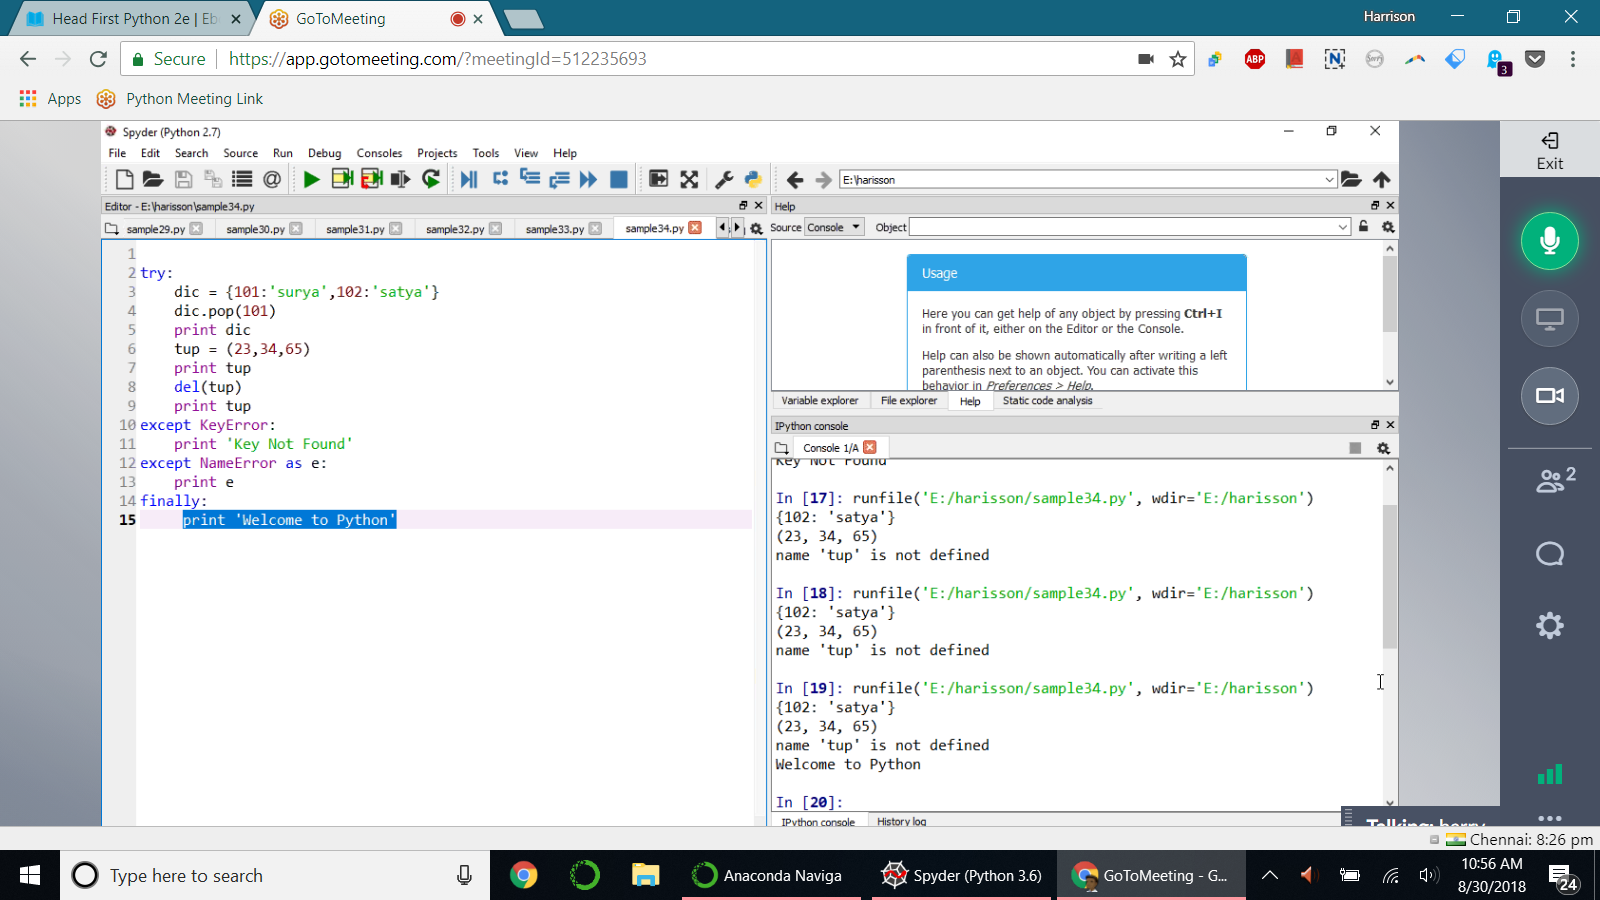 Head First Python 2e | Eb
GoToMeeting
Harrison
Secure
https://app.gotomeeting.com/?meetingId=512235693
ABP
N
Sorry
3
Apps
Python Meeting Link
Spyder (Python 2.7)
File Edit Search Source Run Debug Consoles Projects Tools View Help
E:\harisson
Editor - E:\harisson\sample34.py
sample29.py sample30.py sample31.py sample32.py sample33.py sample34.py
1
2 try:
3 dic = {101:'surya',102:'satya'}
4 dic.pop(101)
5 print dic
6 tup = (23,34,65)
7 print tup
8 del(tup)
9 print tup
10 except KeyError:
11 print 'Key Not Found'
12 except NameError as e:
13 print e
14 finally:
15 print 'Welcome to Python'
Help
Source Console Object
Usage
Here you can get help of any object by pressing Ctrl+I
in front of it, either on the Editor or the Console.
Help can also be shown automatically after writing a left
parenthesis next to an object. You can activate this
behavior in Preferences > Help.
Variable explorer File explorer Help Static code analysis
IPython console
Console 1/A
Key Not Found
In [17]: runfile('E:/harisson/sample34.py', wdir='E:/harisson')
{102: 'satya'}
(23, 34, 65)
name 'tup' is not defined
In [18]: runfile('E:/harisson/sample34.py', wdir='E:/harisson')
{102: 'satya'}
(23, 34, 65)
name 'tup' is not defined
In [19]: runfile('E:/harisson/sample34.py', wdir='E:/harisson')
{102: 'satya'}
(23, 34, 65)
name 'tup' is not defined
Welcome to Python
In [20]:
IPython console History log
Exit
2
Talking: harry
Chennai: 8:26 pm
Type here to search
Anaconda Naviga
Spyder (Python 3.6)
GoToMeeting - G...
10:56 AM
8/30/2018
24